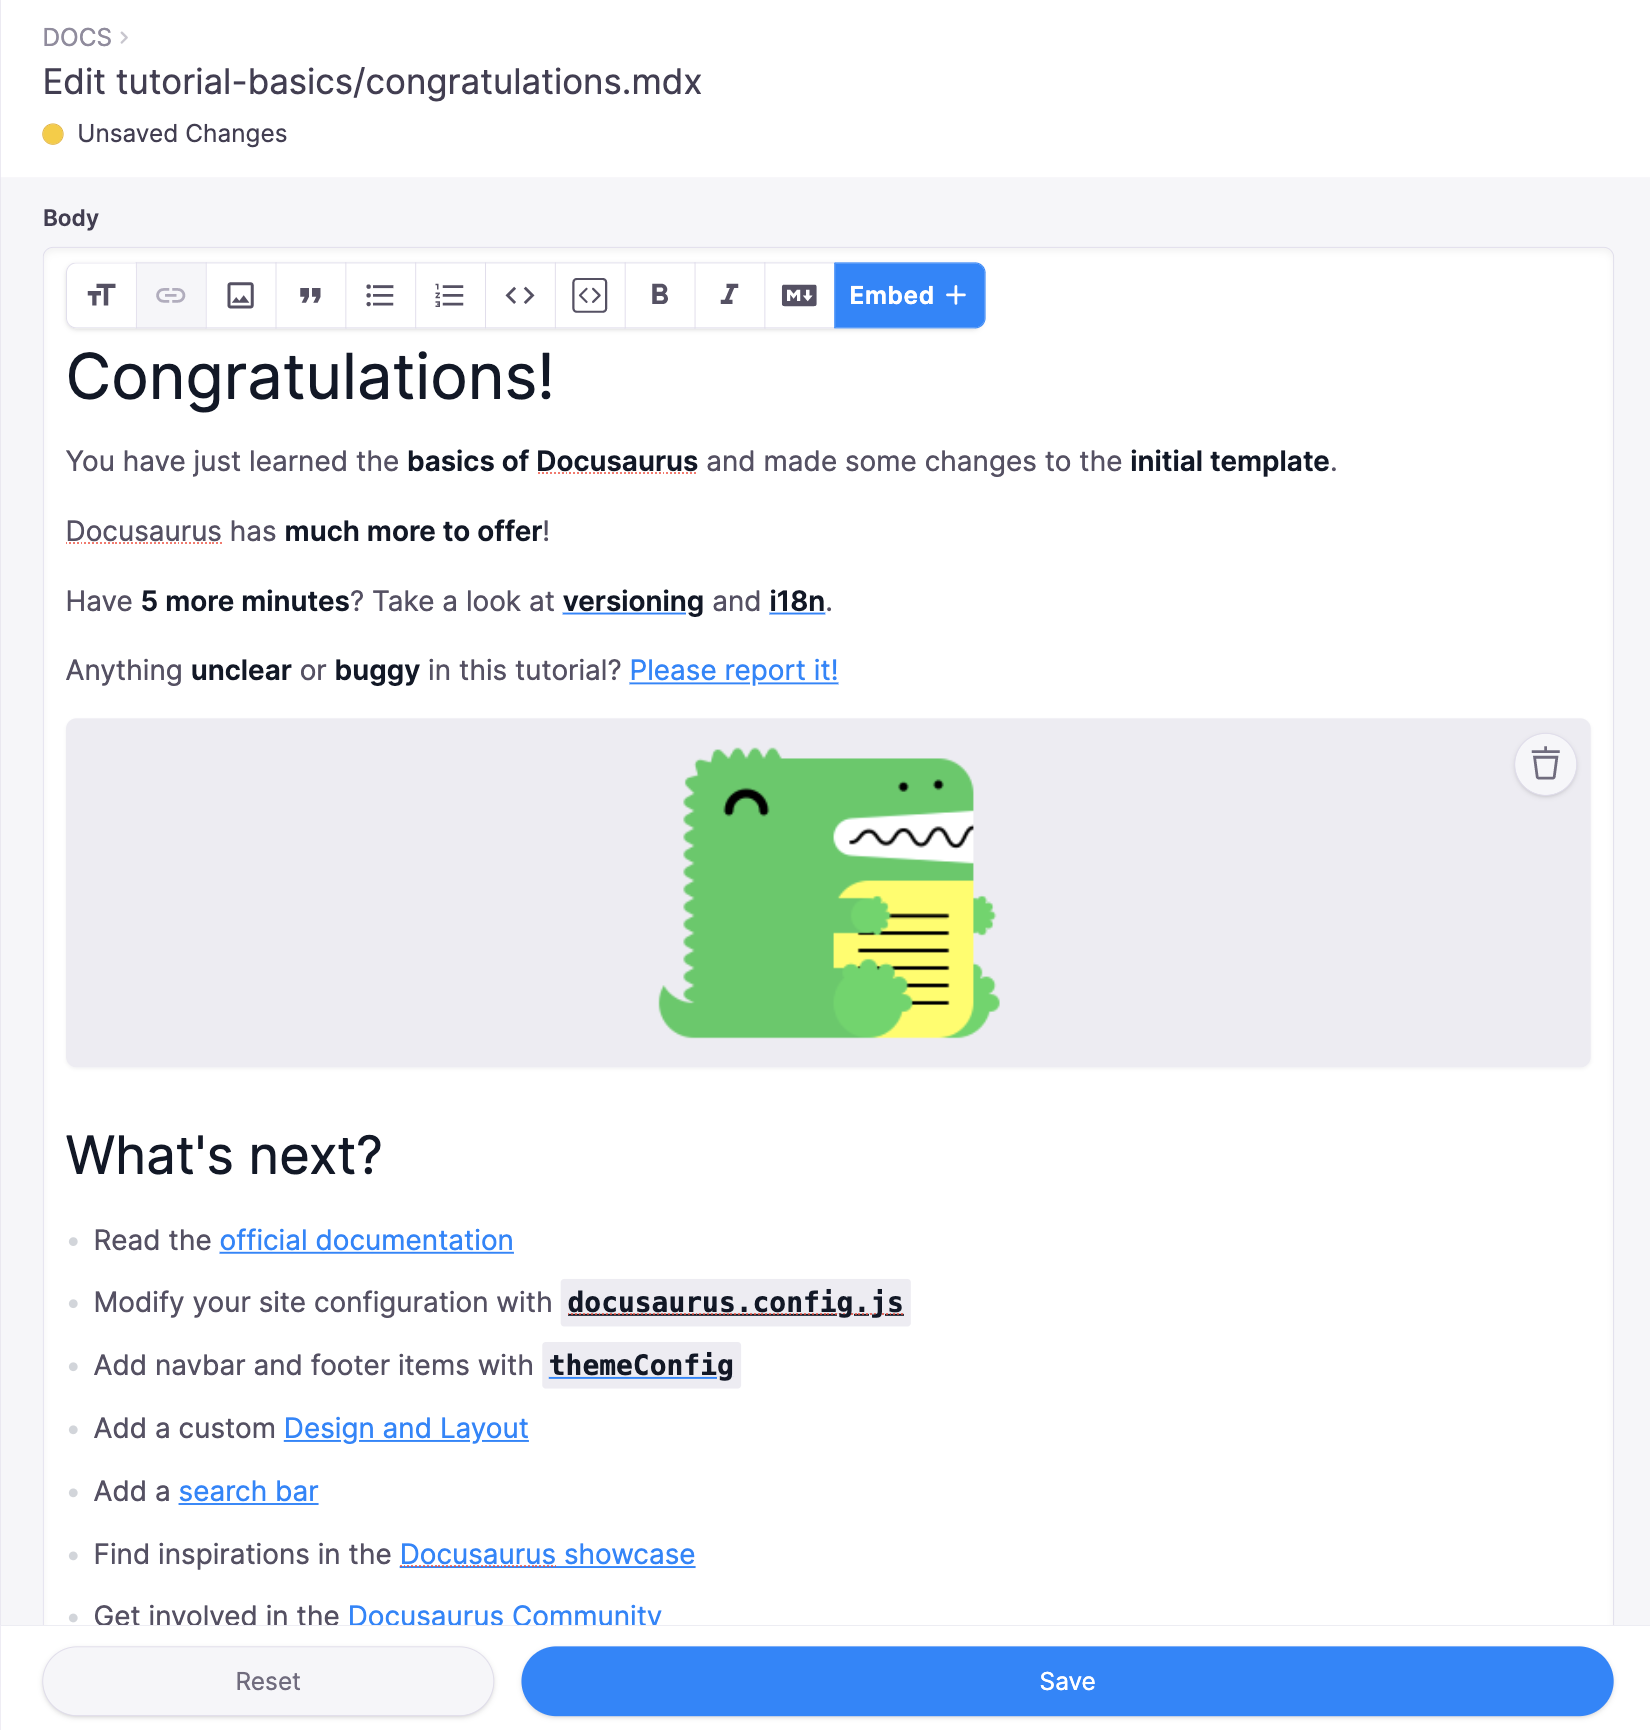 DOCS
Edit tutorial-basics/congratulations.mdx
Unsaved Changes
Body
Embed +
Congratulations!
You have just learned the basics of Docusaurus and made some changes to the initial template.
Docusaurus has much more to offer!
Have 5 more minutes? Take a look at versioning and i18n.
Anything unclear or buggy in this tutorial? Please report it!
What's next?
Read the official documentation
Modify your site configuration with docusaurus.config.js
Add navbar and footer items with themeConfig
Add a custom Design and Layout
Add a search bar
Find inspirations in the Docusaurus showcase
Get involved in the Docusaurus Community
Reset
Save